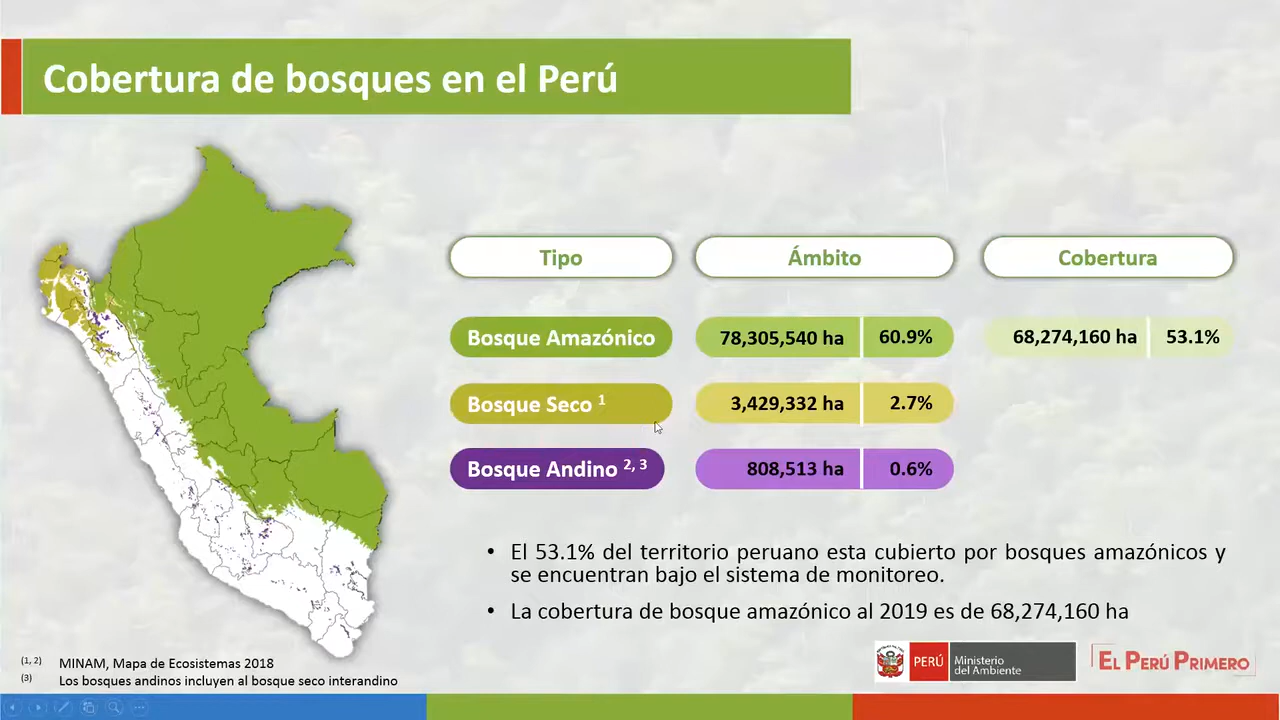 Cobertura de bosques en el Perú
Tipo
Ámbito
Cobertura
Bosque Amazónico
78,305,540 ha
60.9%
68,274,160 ha
53.1%
Bosque Seco 1
3,429,332 ha
2.7%
Bosque Andino 2, 3
808,513 ha
0.6%
• El 53.1% del territorio peruano esta cubierto por bosques amazónicos y
se encuentran bajo el sistema de monitoreo.
• La cobertura de bosque amazónico al 2019 es de 68,274,160 ha
(1, 2) MINAM, Mapa de Ecosistemas 2018
(3) Los bosques andinos incluyen al bosque seco interandino
PERÚ
Ministerio
del Ambiente
EL PERÚ PRIMERO